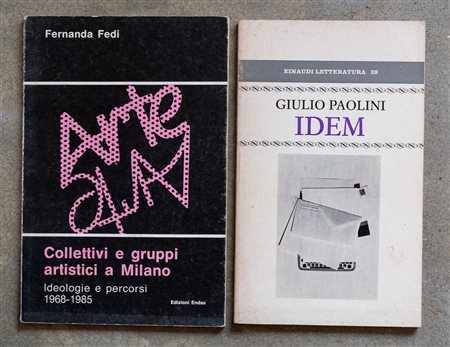 Fernanda Fedi
Arte
Collettivi e gruppi
artistici a Milano
Ideologie e percorsi
1968-1985
Edizioni Endas
EINAUDI LETTERATURA 39
GIULIO PAOLINI
IDEM